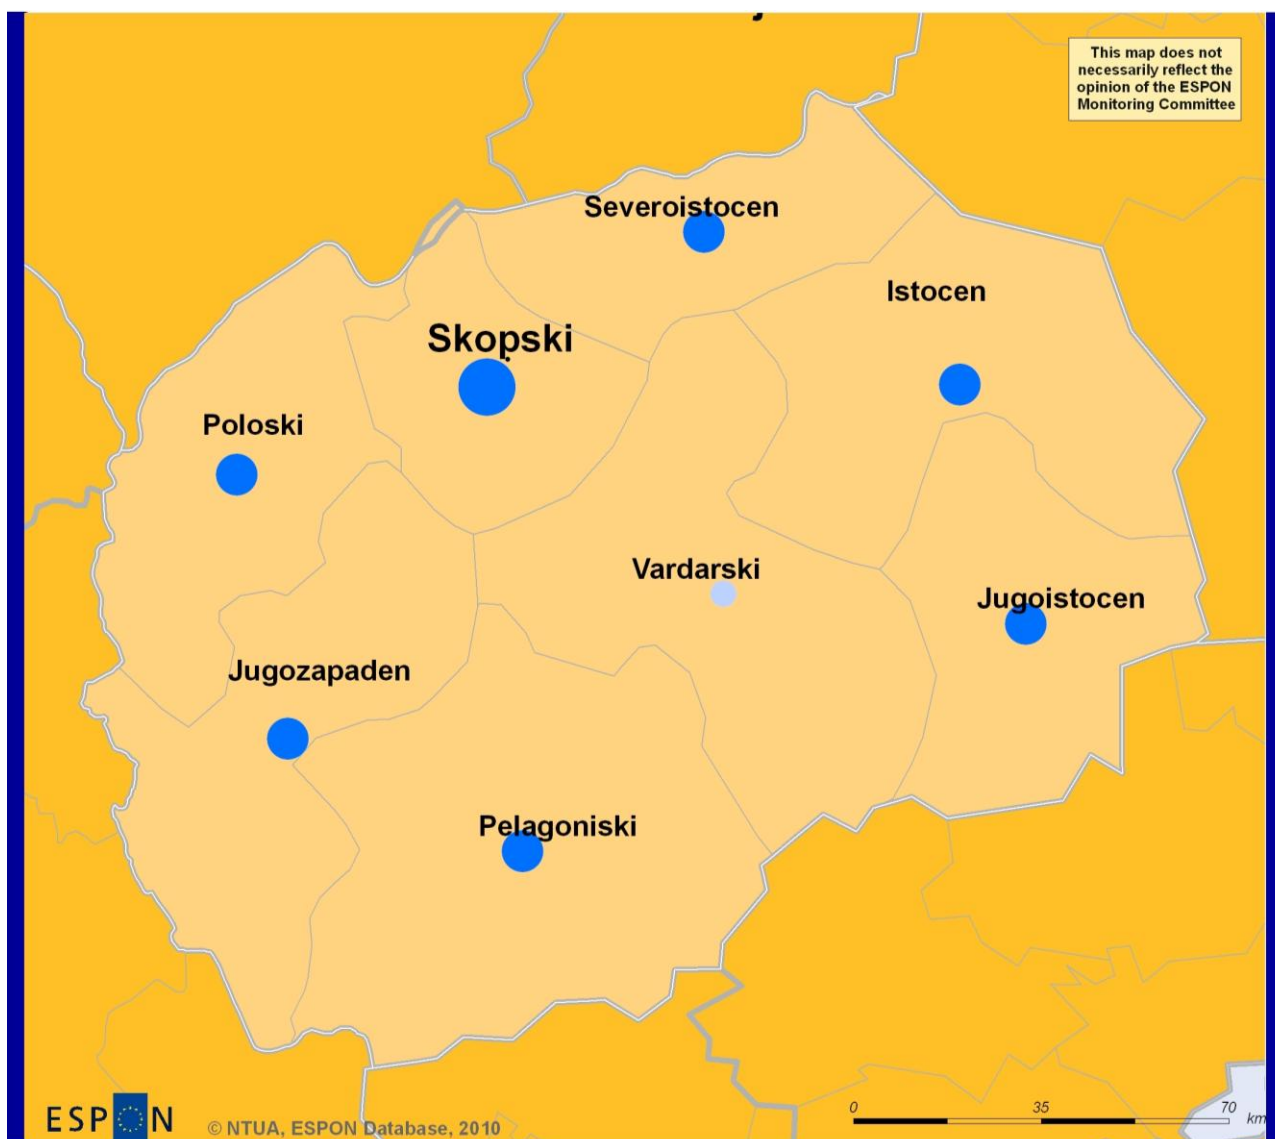 This map does not
necessarily reflect the
opinion of the ESPON
Monitoring Committee
Severoistocen
Istocen
Skopski
Poloski
Vardarski
Jugoistocen
Jugozapaden
Pelagoniski
0 35 70
km
ESPON
© NTUA, ESPON Database, 2010